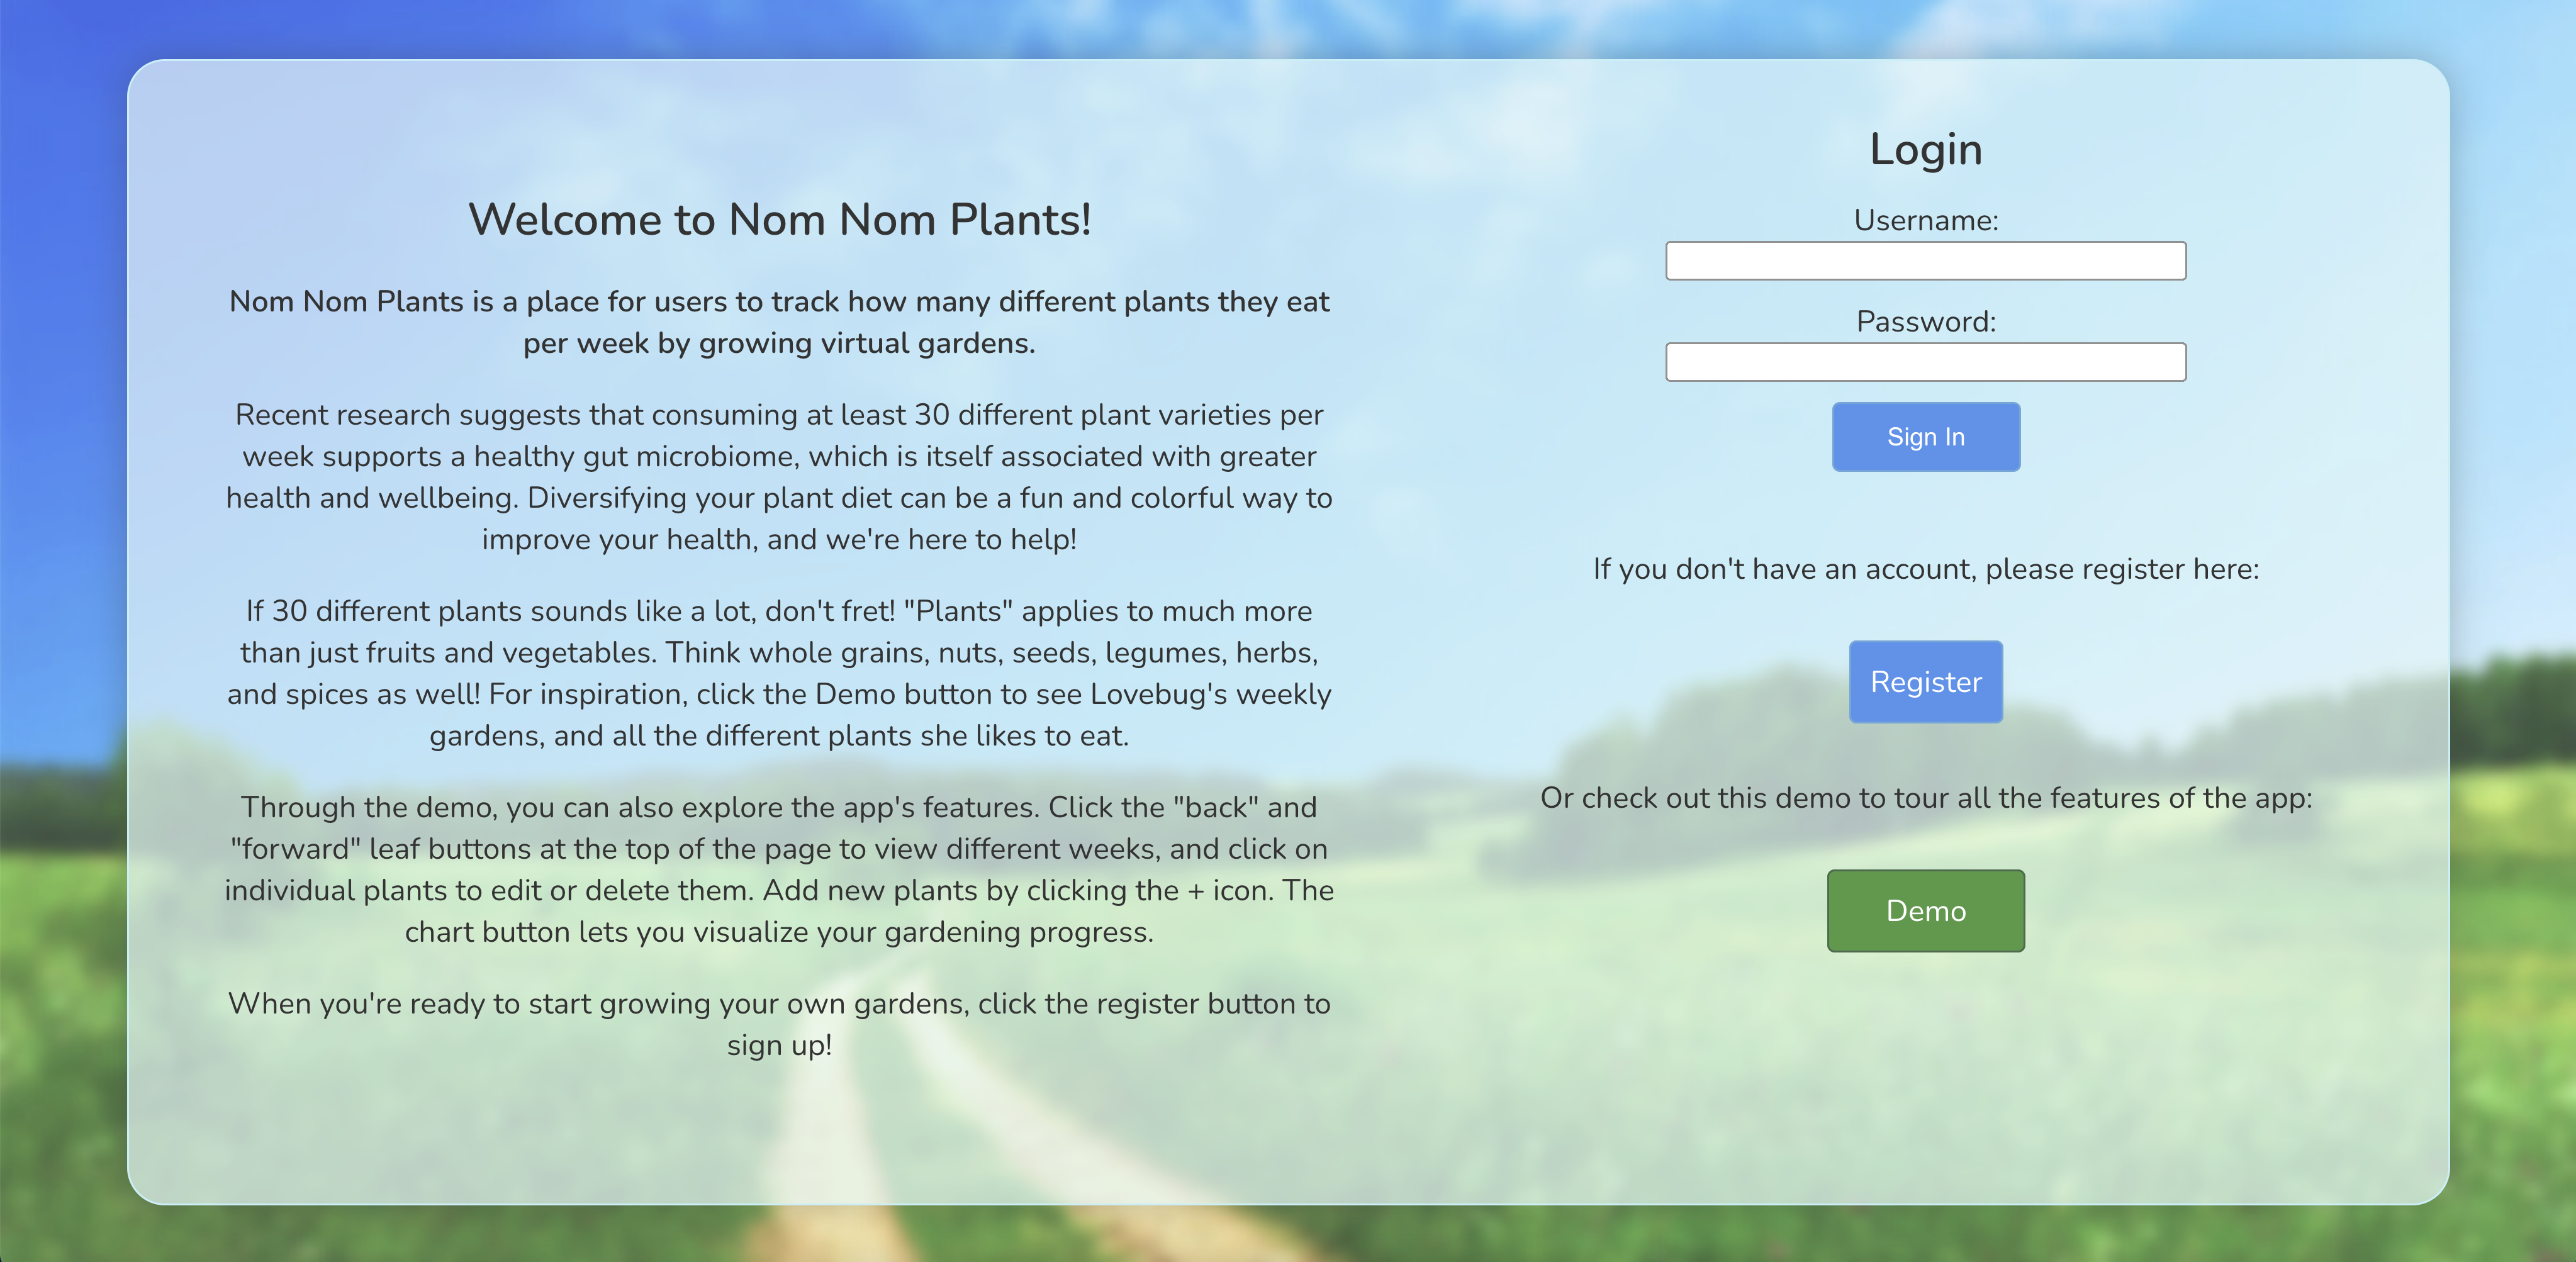 Welcome to Nom Nom Plants!
Nom Nom Plants is a place for users to track how many different plants they eat
per week by growing virtual gardens.
Recent research suggests that consuming at least 30 different plant varieties per
week supports a healthy gut microbiome, which is itself associated with greater
health and wellbeing. Diversifying your plant diet can be a fun and colorful way to
improve your health, and we're here to help!
If 30 different plants sounds like a lot, don't fret! "Plants" applies to much more
than just fruits and vegetables. Think whole grains, nuts, seeds, legumes, herbs,
and spices as well! For inspiration, click the Demo button to see Lovebug's weekly
gardens, and all the different plants she likes to eat.
Through the demo, you can also explore the app's features. Click the "back" and
"forward" leaf buttons at the top of the page to view different weeks, and click on
individual plants to edit or delete them. Add new plants by clicking the + icon. The
chart button lets you visualize your gardening progress.
When you're ready to start growing your own gardens, click the register button to
sign up!
Login
Username:
Password:
Sign In
If you don't have an account, please register here:
Register
Or check out this demo to tour all the features of the app:
Demo